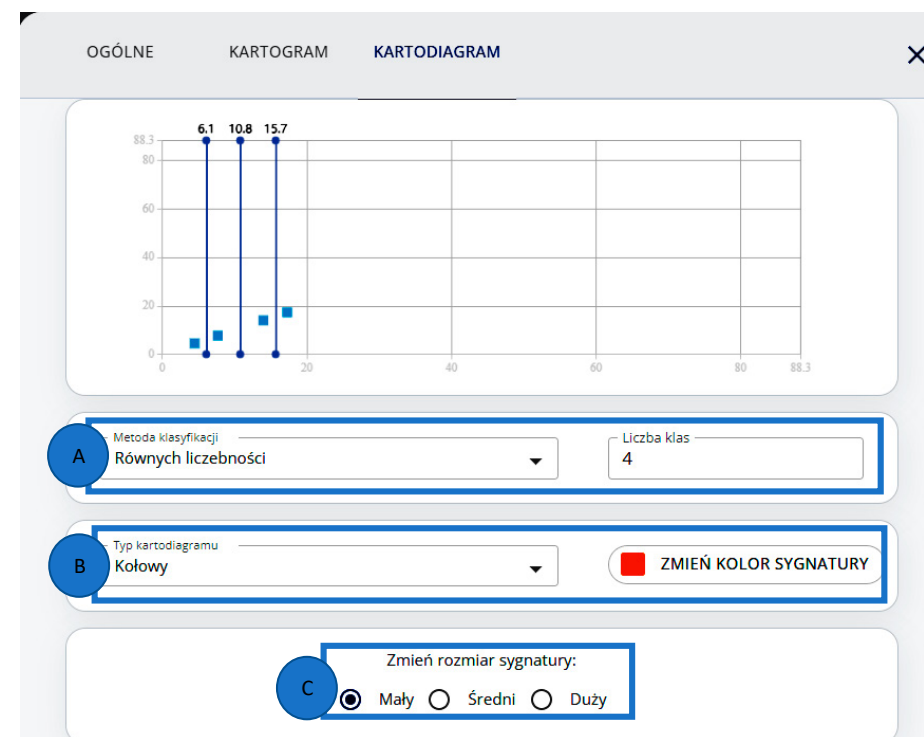 OGÓLNE KARTOGRAM KARTODIAGRAM
6.1 10.8 15.7
88.3
80
60
40
20
0
0 20 40 60 80 88.3
Metoda klasyfikacji Liczba klas
A Równych liczebności 4
Typ kartodiagramu
B Kołowy ZMIEŃ KOLOR SYGNATURY
Zmień rozmiar sygnatury:
C Mały Średni Duży